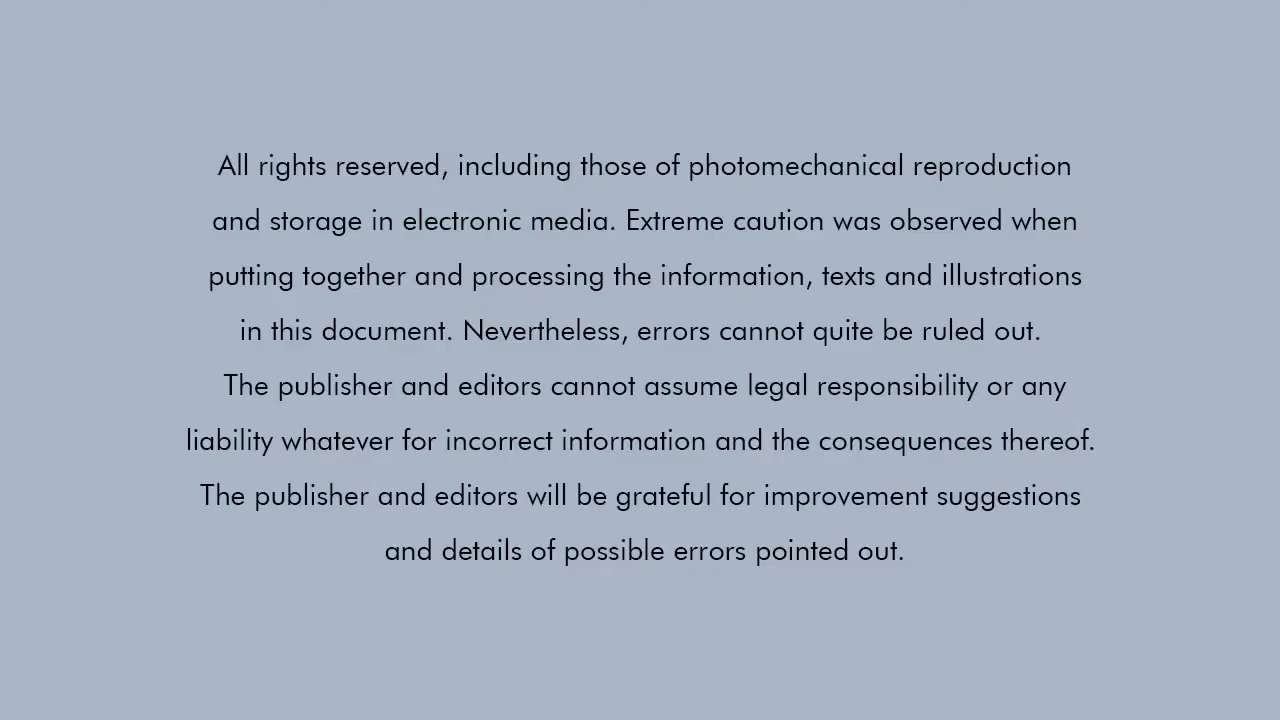 All rights reserved, including those of photomechanical reproduction
and storage in electronic media. Extreme caution was observed when
putting together and processing the information, texts and illustrations
in this document. Nevertheless, errors cannot quite be ruled out.
The publisher and editors cannot assume legal responsibility or any
liability whatever for incorrect information and the consequences thereof.
The publisher and editors will be grateful for improvement suggestions
and details of possible errors pointed out.